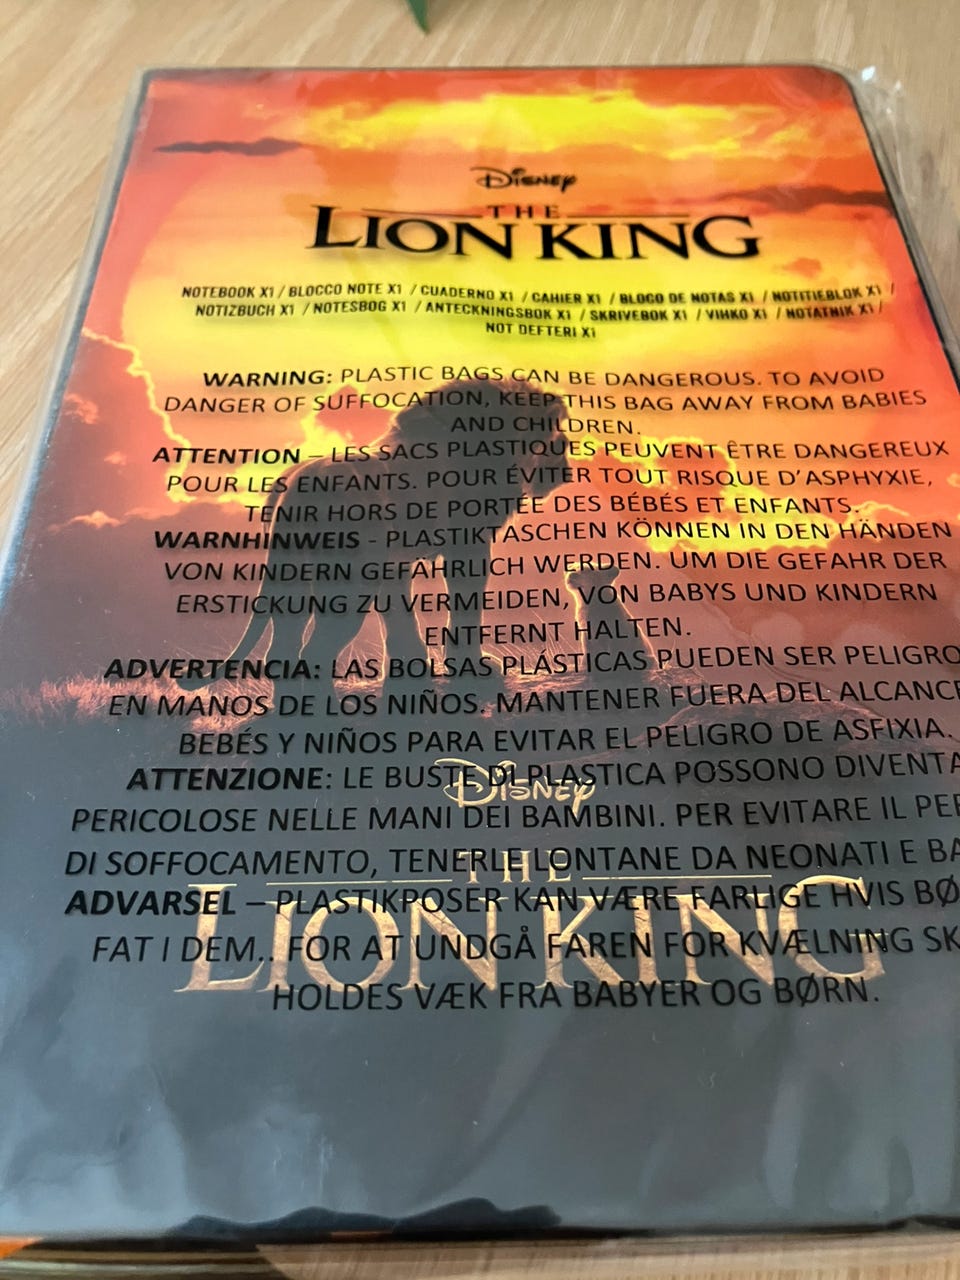 Disney
THE
LION KING
NOTEBOOK X1 / BLOCCO NOTE X1 / CUADERNO X1 / CAHIER X1 / BLOCO DE NOTAS X1 / NOTITIEBLOK X1 /
NOTIZBUCH X1 / NOTESBOG X1 / ANTECKNINGSBOK X1 / SKRIVEBOK X1 / VIHKO X1 / NOTATNIK X1 /
NOT DEFTERI X1
WARNING: PLASTIC BAGS CAN BE DANGEROUS. TO AVOID
DANGER OF SUFFOCATION, KEEP THIS BAG AWAY FROM BABIES
AND CHILDREN.
ATTENTION – LES SACS PLASTIQUES PEUVENT ÊTRE DANGEREUX
POUR LES ENFANTS. POUR ÉVITER TOUT RISQUE D'ASPHYXIE,
TENIR HORS DE PORTÉE DES BÉBÉS ET ENFANTS.
WARNHINWEIS - PLASTIKTASCHEN KÖNNEN IN DEN HÄNDEN
VON KINDERN GEFÄHRLICH WERDEN. UM DIE GEFAHR DER
ERSTICKUNG ZU VERMEIDEN, VON BABYS UND KINDERN
ENTFERNT HALTEN.
ADVERTENCIA: LAS BOLSAS PLÁSTICAS PUEDEN SER PELIGRO
EN MANOS DE LOS NIÑOS. MANTENER FUERA DEL ALCANCE
BEBÉS Y NIÑOS PARA EVITAR EL PELIGRO DE ASFIXIA.
ATTENZIONE: LE BUSTE DI PLASTICA POSSONO DIVENTA
Disney
PERICOLOSE NELLE MANI DEI BAMBINI. PER EVITARE IL PER
DI SOFFOCAMENTO, TENERLE LONTANE DA NEONATI E BA
THE
ADVARSEL – PLASTIKPOSER KAN VÆRE FARLIGE HVIS BØ
LION KING
FAT I DEM.. FOR AT UNDGÅ FAREN FOR KVÆLNING SK
HOLDES VÆK FRA BABYER OG BØRN.